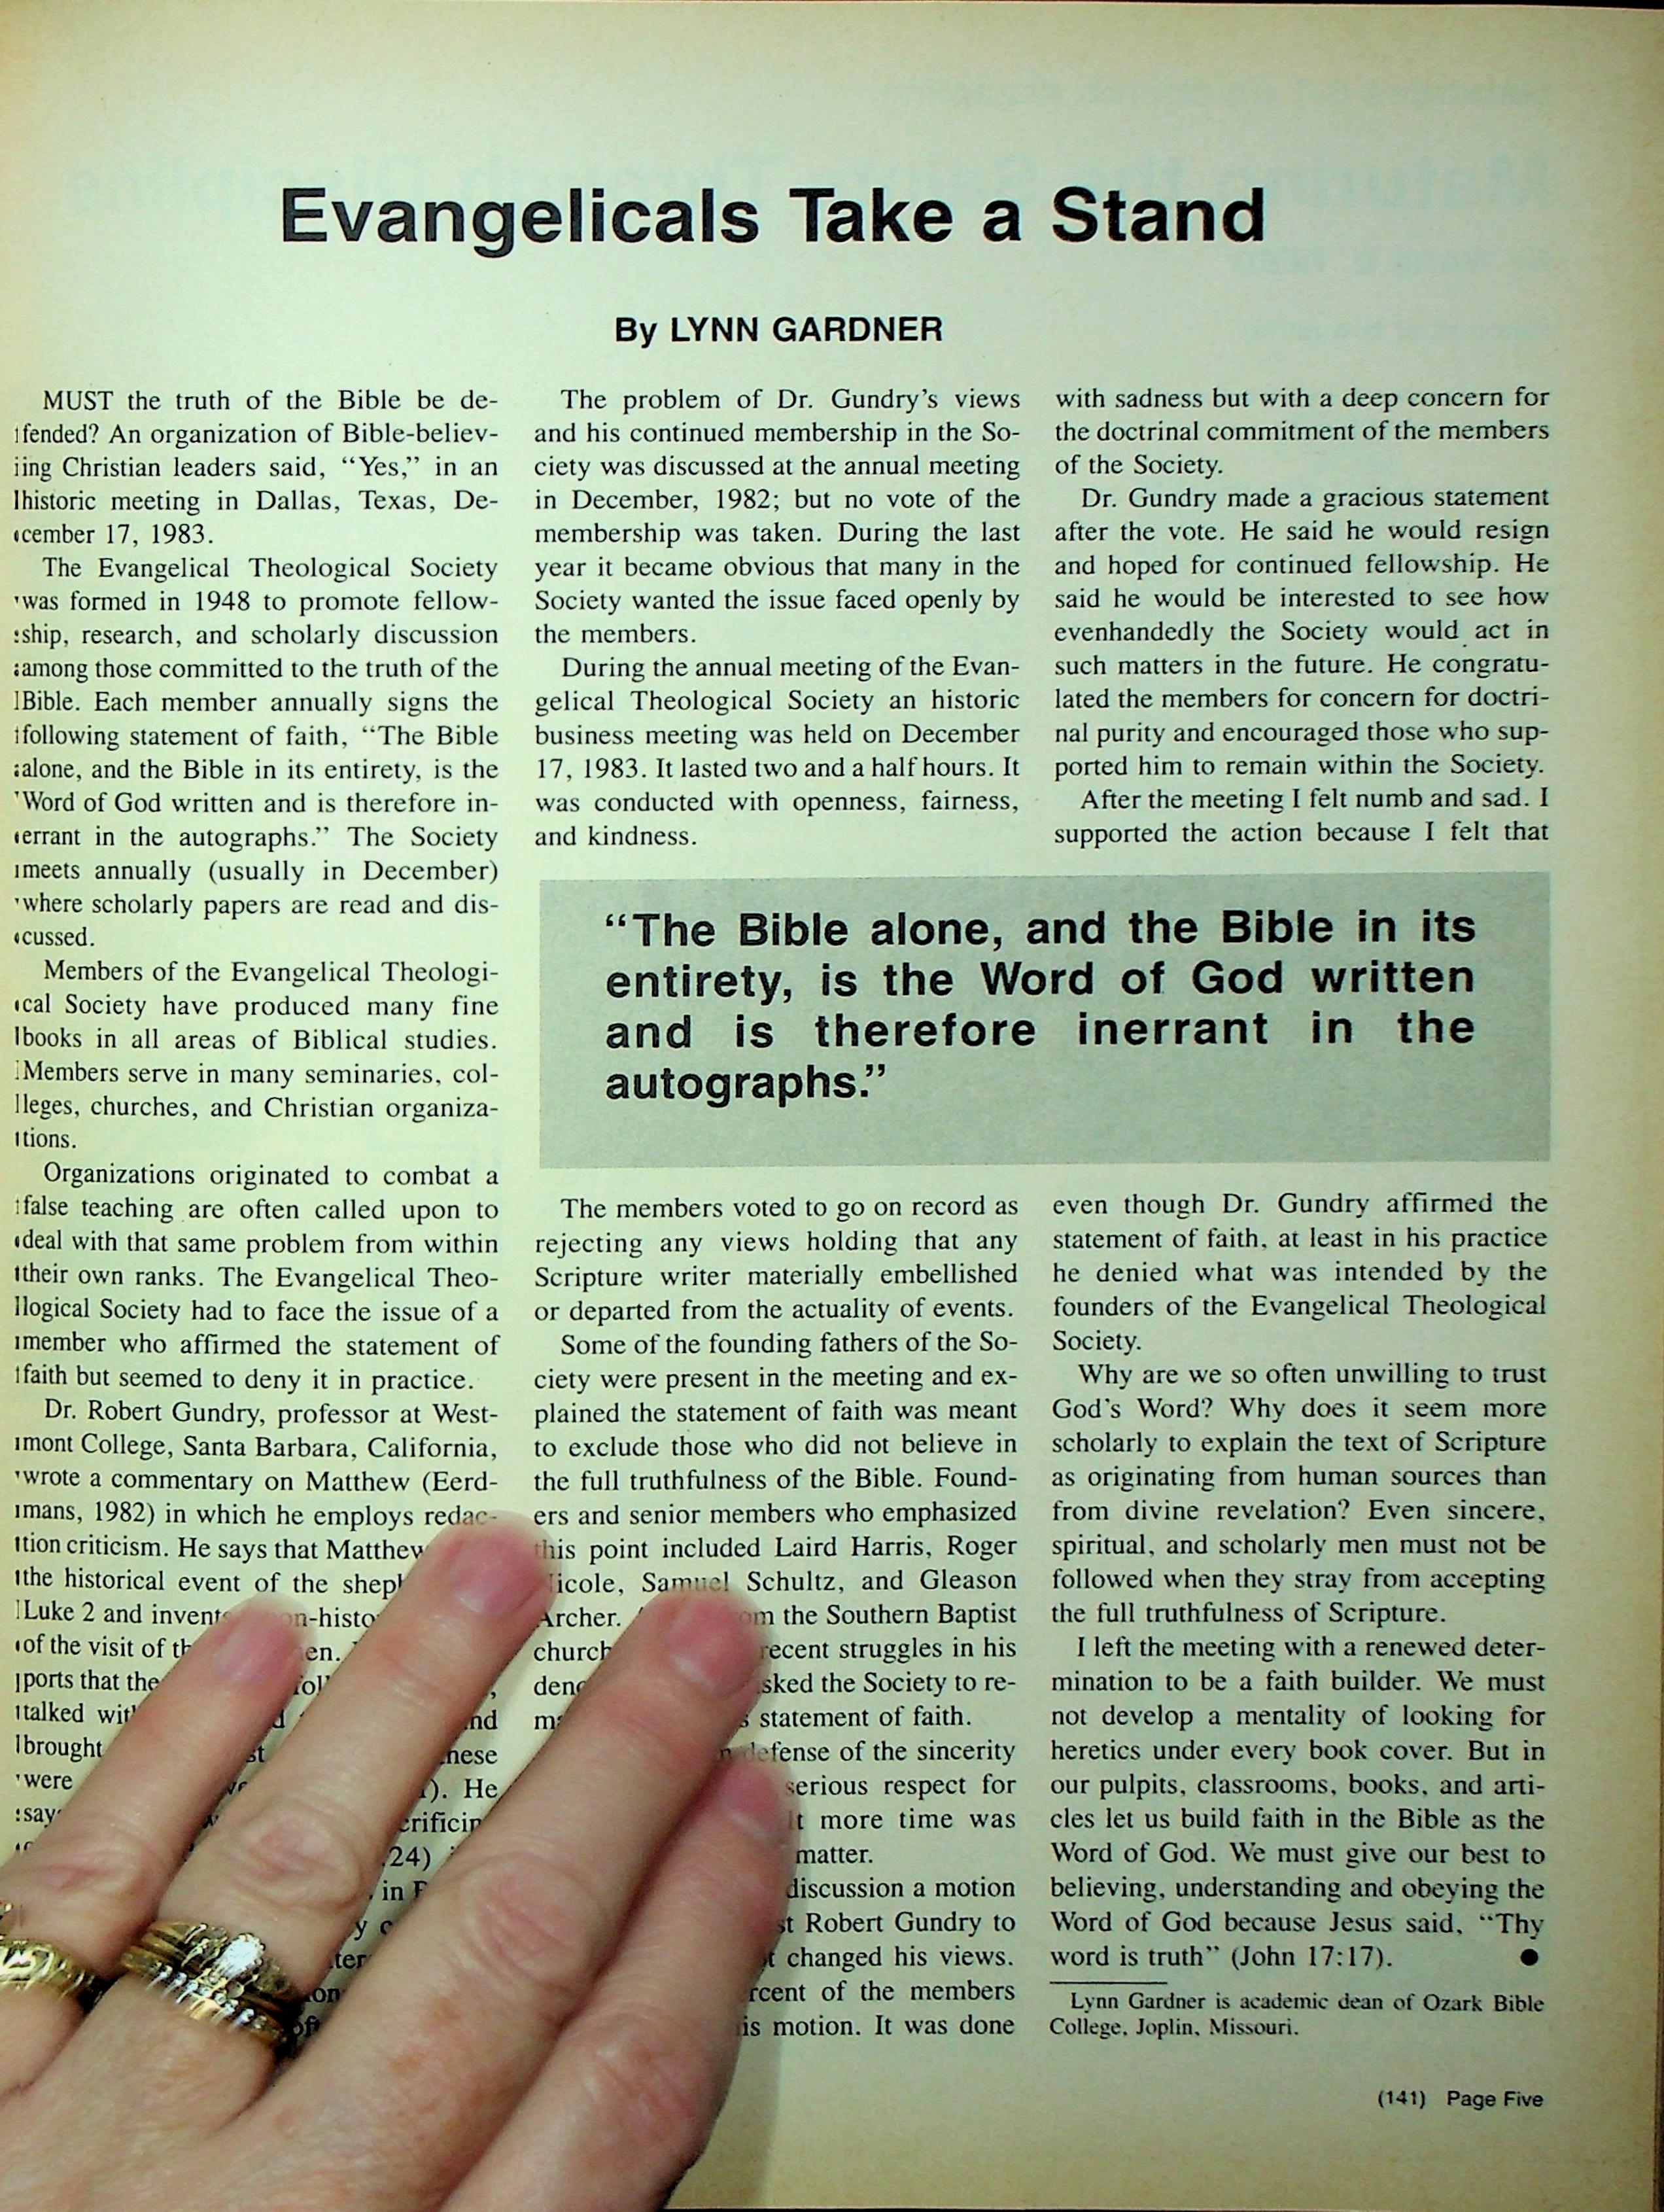 Evangelicals Take a Stand
By LYNN GARDNER
MUST the truth of the Bible be de-
fended? An organization of Bible-believ-
ing Christian leaders said, “Yes,” in an
historic meeting in Dallas, Texas, De-
cember 17, 1983.
The Evangelical Theological Society
was formed in 1948 to promote fellow-
ship, research, and scholarly discussion
among those committed to the truth of the
Bible. Each member annually signs the
following statement of faith, “The Bible
alone, and the Bible in its entirety, is the
Word of God written and is therefore in-
errant in the autographs.” The Society
meets annually (usually in December)
where scholarly papers are read and dis-
cussed.
Members of the Evangelical Theologi-
cal Society have produced many fine
books in all areas of Biblical studies.
Members serve in many seminaries, col-
leges, churches, and Christian organiza-
tions.
Organizations originated to combat a
false teaching are often called upon to
deal with that same problem from within
their own ranks. The Evangelical Theo-
logical Society had to face the issue of a
member who affirmed the statement of
faith but seemed to deny it in practice.
Dr. Robert Gundry, professor at West-
mont College, Santa Barbara, California,
wrote a commentary on Matthew (Eerd-
mans, 1982) in which he employs redac-
tion criticism. He says that Matthew
the historical event of the
Luke 2 and
of the visit of
ports that the
talked
brought
were He
24)
in
The problem of Dr. Gundry’s views
and his continued membership in the So-
ciety was discussed at the annual meeting
in December, 1982; but no vote of the
membership was taken. During the last
year it became obvious that many in the
Society wanted the issue faced openly by
the members.
During the annual meeting of the Evan-
gelical Theological Society an historic
business meeting was held on December
17, 1983. It lasted two and a half hours. It
was conducted with openness, fairness,
and kindness.
with sadness but with a deep concern for
the doctrinal commitment of the members
of the Society.
Dr. Gundry made a gracious statement
after the vote. He said he would resign
and hoped for continued fellowship. He
said he would be interested to see how
evenhandedly the Society would act in
such matters in the future. He congratu-
lated the members for concern for doctri-
nal purity and encouraged those who sup-
ported him to remain within the Society.
After the meeting I felt numb and sad. I
supported the action because I felt that
“The Bible alone, and the Bible in its
entirety, is the Word of God written
and is therefore inerrant in the
autographs.”
The members voted to go on record as
rejecting any views holding that any
Scripture writer materially embellished
or departed from the actuality of events.
Some of the founding fathers of the So-
ciety were present in the meeting and ex-
plained the statement of faith was meant
to exclude those who did not believe in
the full truthfulness of the Bible. Found-
ers and senior members who emphasized
this point included Laird Harris, Roger
Nicole, Samuel Schultz, and Gleason
Archer. the Southern Baptist
church recent struggles in his
asked the Society to re-
statement of faith.
defense of the sincerity
serious respect for
more time was
matter.
discussion a motion
Robert Gundry to
changed his views.
of the members
motion. It was done
even though Dr. Gundry affirmed the
statement of faith, at least in his practice
he denied what was intended by the
founders of the Evangelical Theological
Society.
Why are we so often unwilling to trust
God’s Word? Why does it seem more
scholarly to explain the text of Scripture
as originating from human sources than
from divine revelation? Even sincere,
spiritual, and scholarly men must not be
followed when they stray from accepting
the full truthfulness of Scripture.
I left the meeting with a renewed deter-
mination to be a faith builder. We must
not develop a mentality of looking for
heretics under every book cover. But in
our pulpits, classrooms, books, and arti-
cles let us build faith in the Bible as the
Word of God. We must give our best to
believing, understanding and obeying the
Word of God because Jesus said, “Thy
word is truth” (John 17:17). ●
Lynn Gardner is academic dean of Ozark Bible
College, Joplin, Missouri.
(141) Page Five